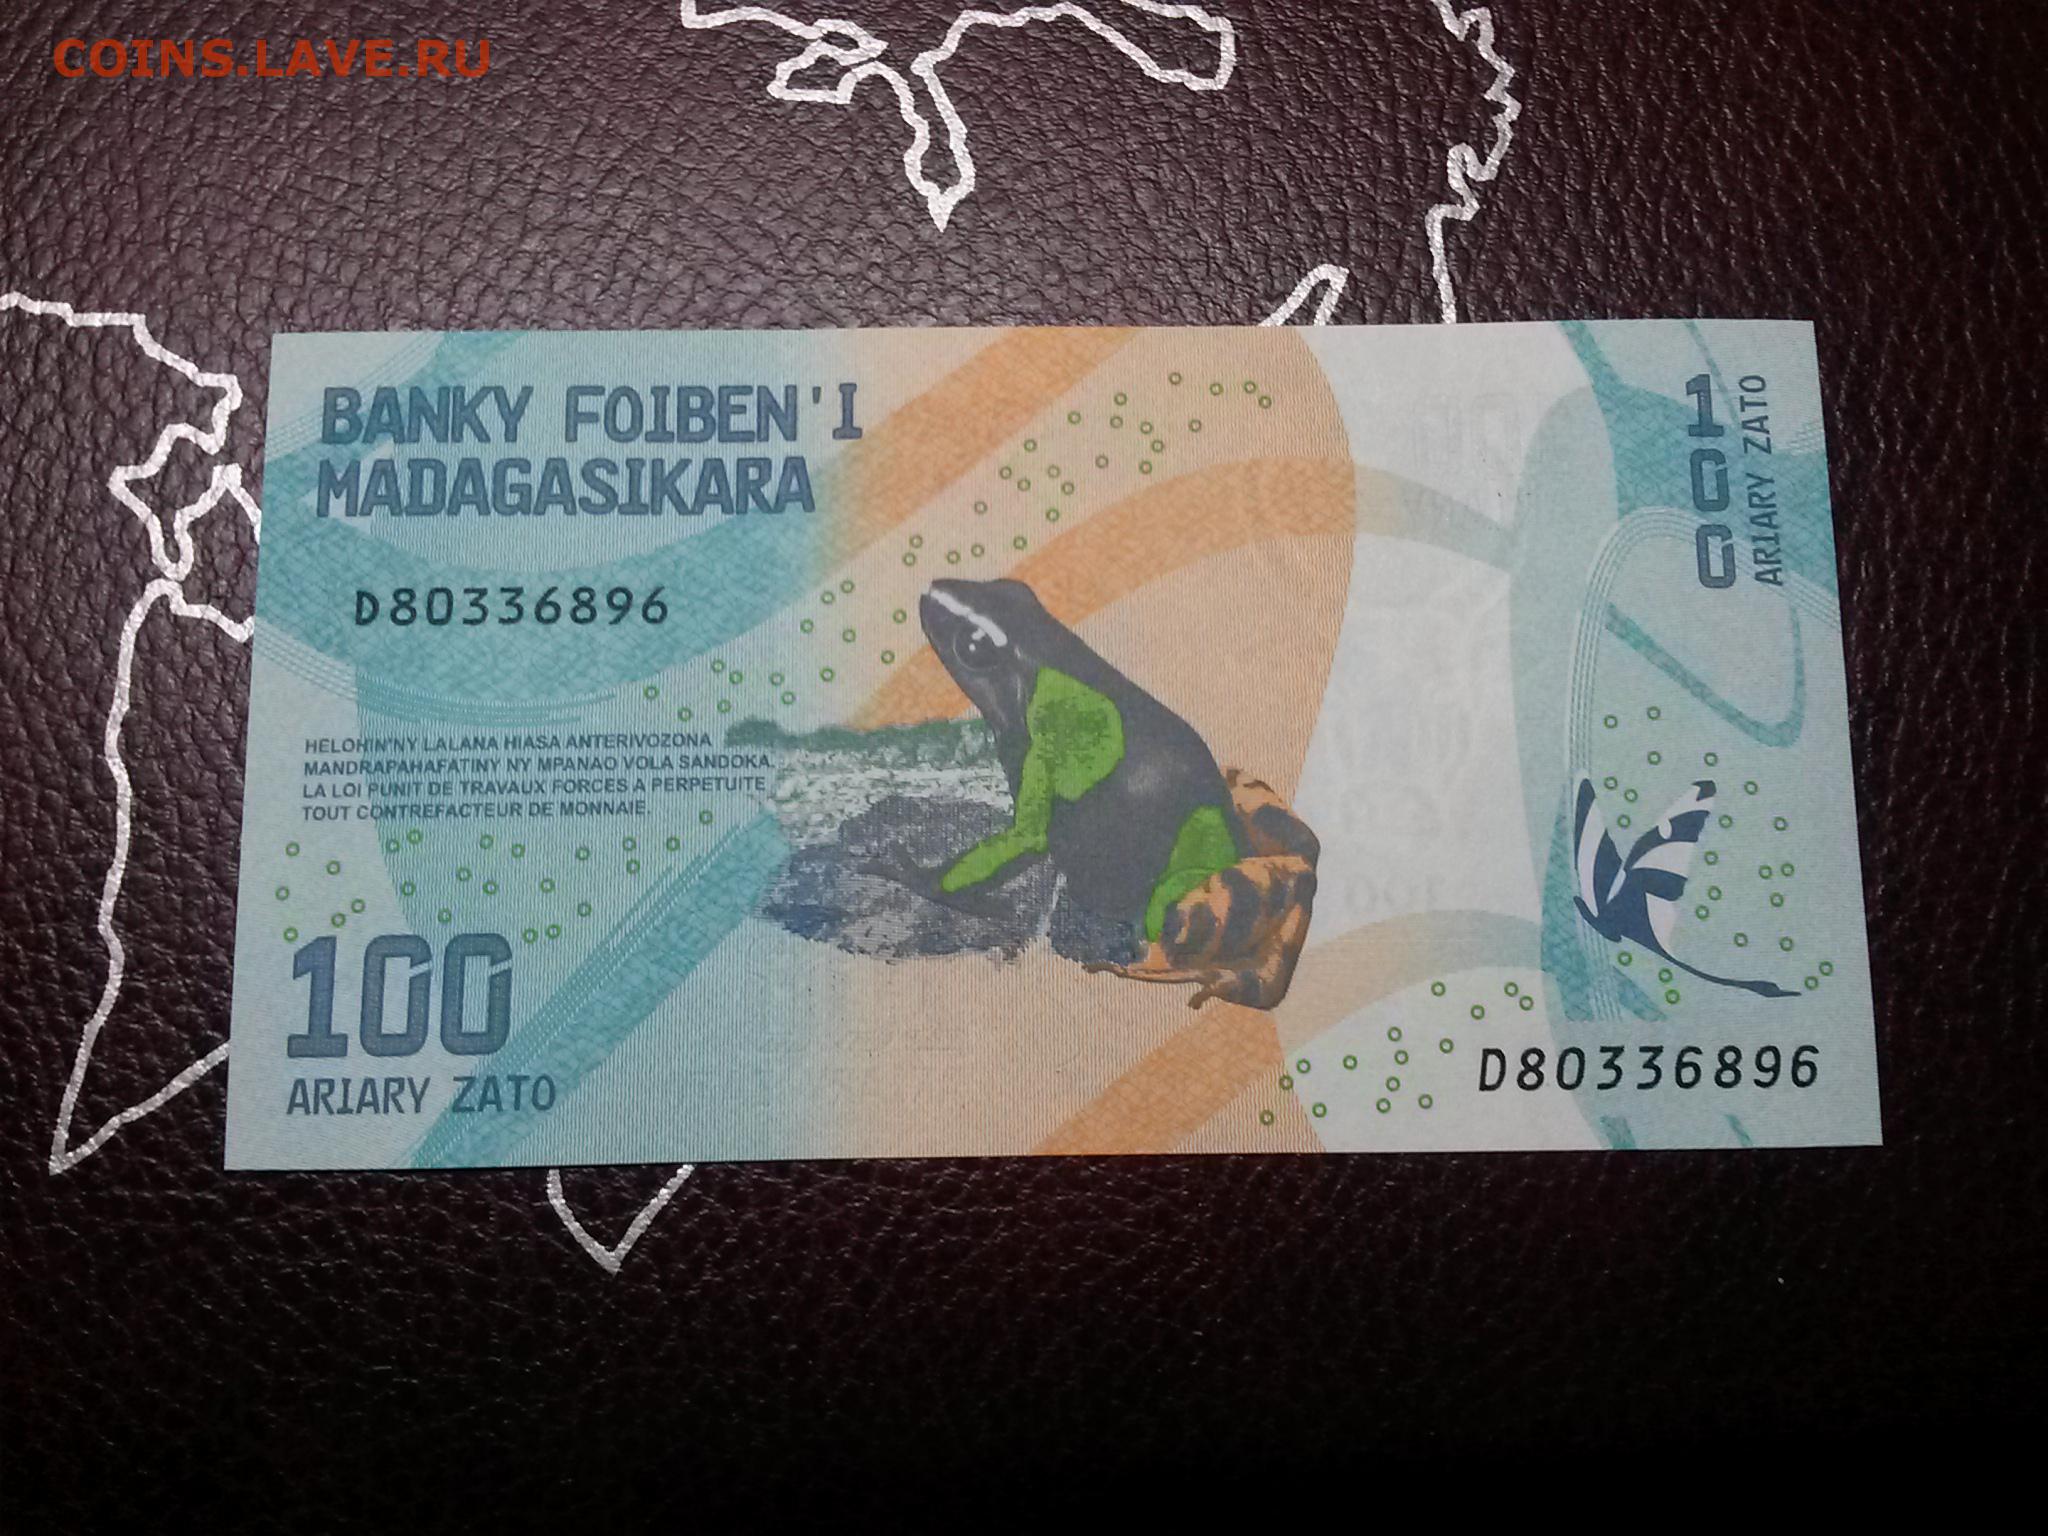 COINS.LAVE.RU
BANKY FOIBEN'I
MADAGASIKARA
100
ARIARY ZATO
D80336896
HELOHIN'NY LALANA HIASA ANTERIVOZONA
MANDRAPAHAFATINY NY MPANAO VOLA SANDOKA.
LA LOI PUNIT DE TRAVAUX FORCES A PERPETUITE
TOUT CONTREFACTEUR DE MONNAIE.
100
ARIARY ZATO
D80336896